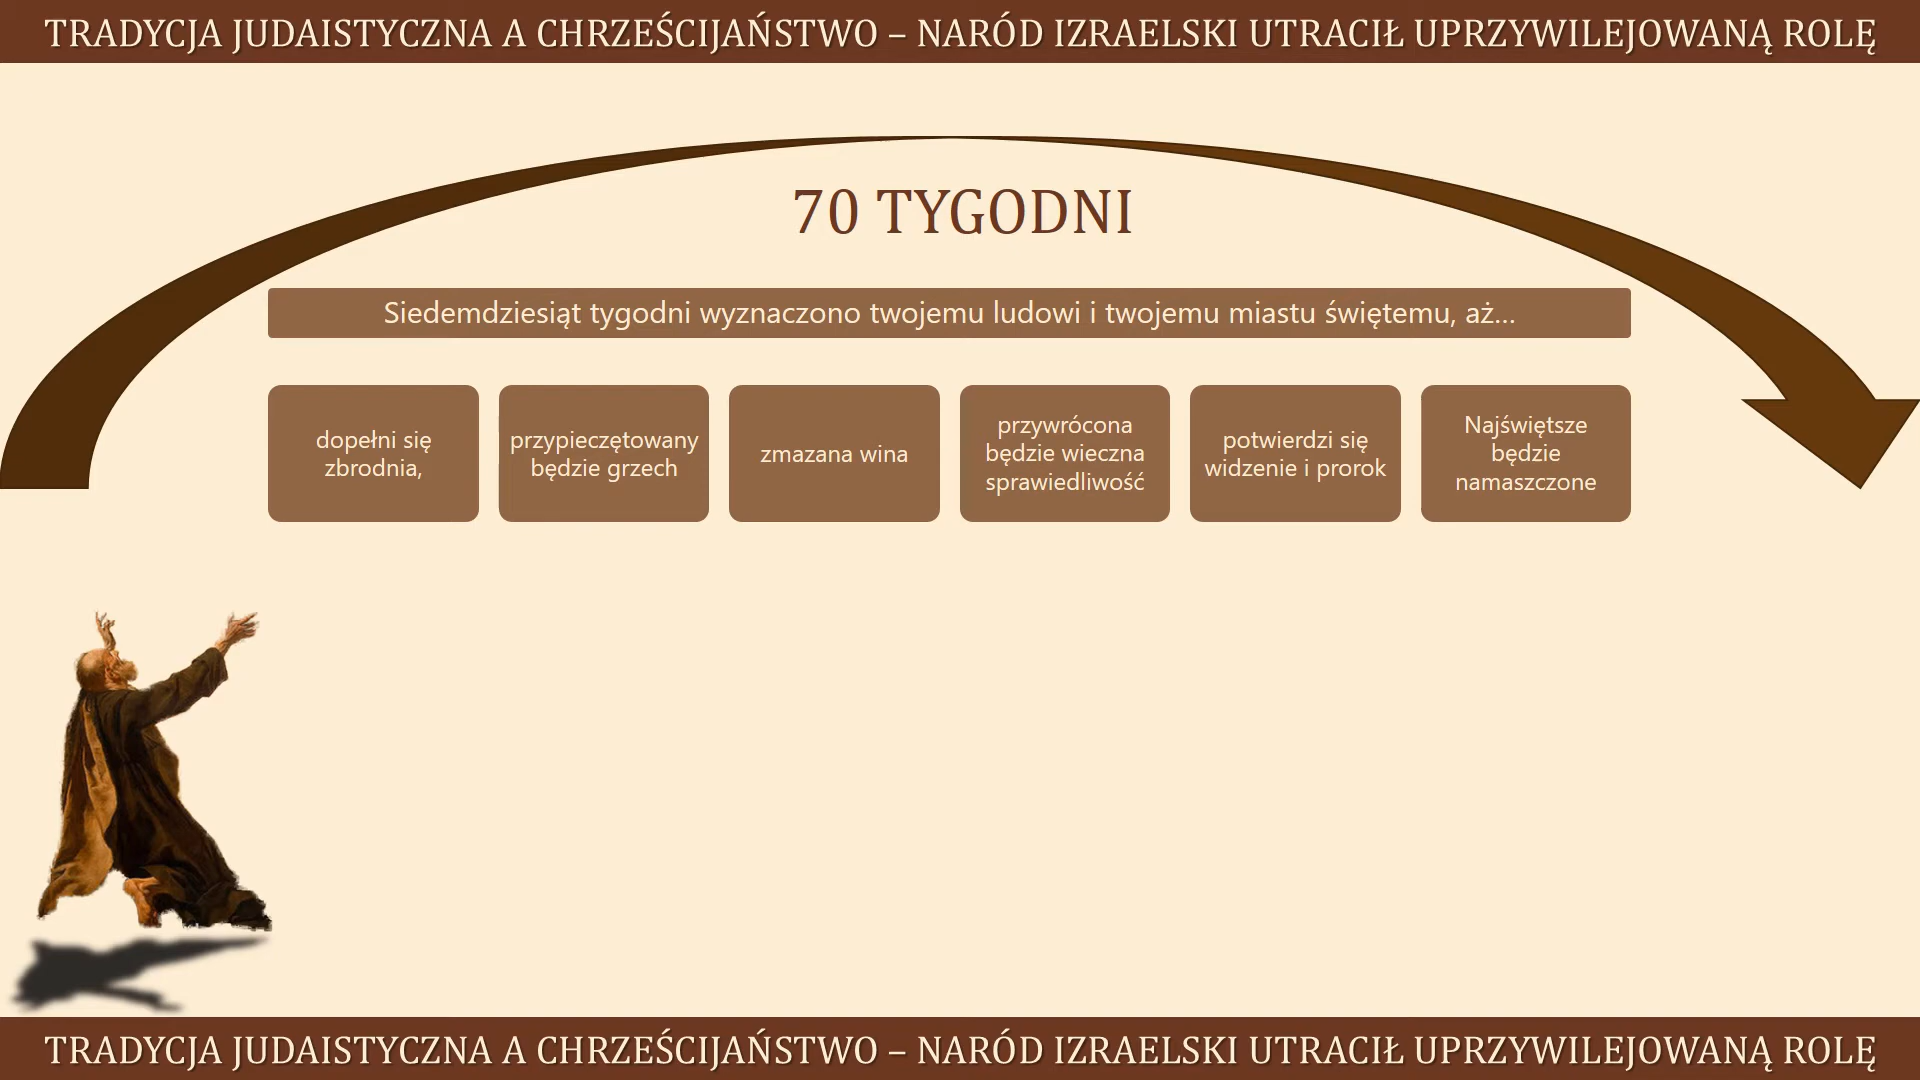 TRADYCJA JUDAISTYCZNA A CHRZEŚCIJAŃSTWO – NARÓD IZRAELSKI UTRACIŁ UPRZYWILEJOWANĄ ROLĘ
70 TYGODNI
Siedemdziesiąt tygodni wyznaczono twojemu ludowi i twojemu miastu świętemu, aż...
dopełni się
zbrodnia,
przypieczętowany
będzie grzech
zmazana wina
przywrócona
będzie wieczna
sprawiedliwość
potwierdzi się
widzenie i prorok
Najświętsze
będzie
namaszczone
TRADYCJA JUDAISTYCZNA A CHRZEŚCIJAŃSTWO – NARÓD IZRAELSKI UTRACIŁ UPRZYWILEJOWANĄ ROLĘ